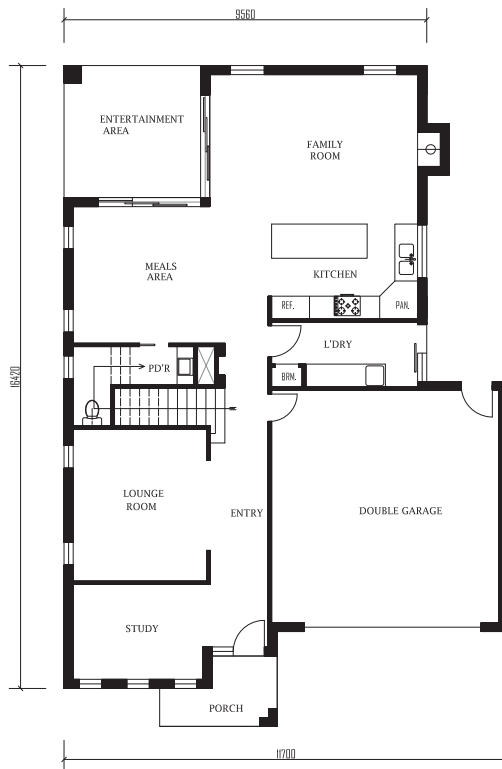 9560
ENTERTAINMENT
AREA
FAMILY
ROOM
MEALS
AREA
KITCHEN
REF.
PAN.
L'DRY
PD'R
BRM.
16420
LOUNGE
ROOM
ENTRY
DOUBLE GARAGE
STUDY
PORCH
11700